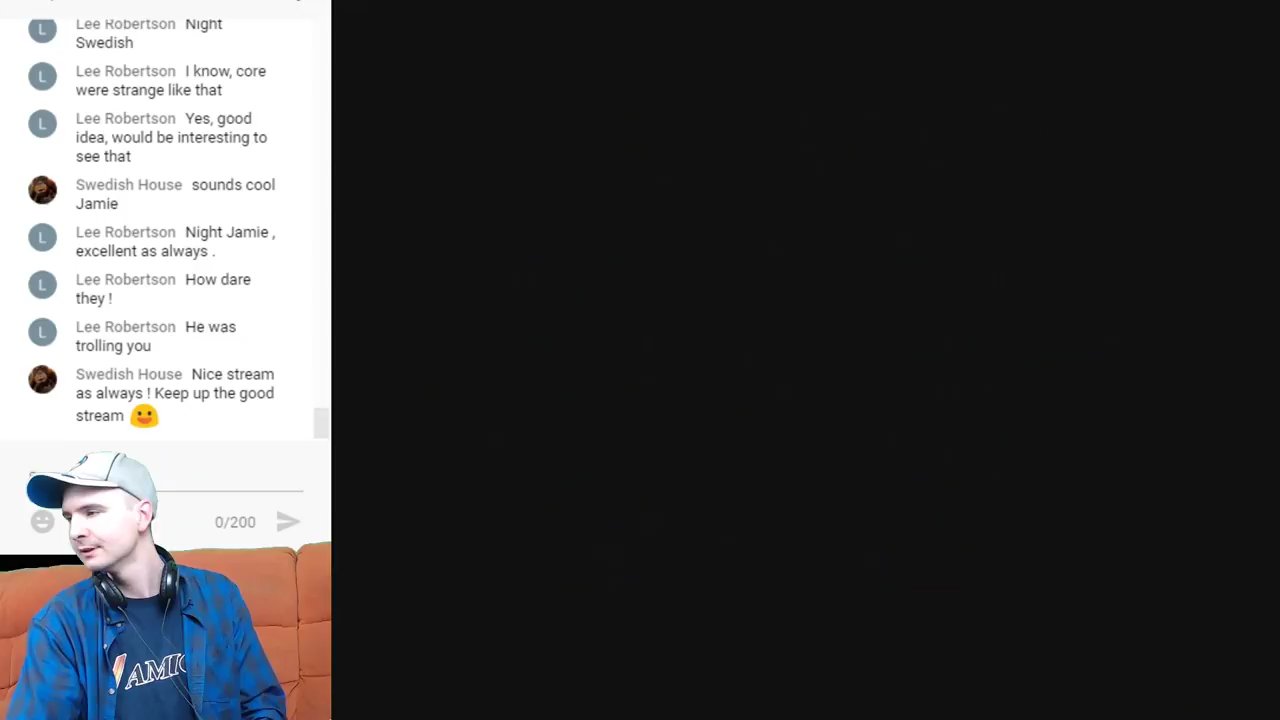 Lee Robertson Night
Swedish
Lee Robertson I know, core
were strange like that
Lee Robertson Yes, good
idea, would be interesting to
see that
Swedish House sounds cool
Jamie
Lee Robertson Night Jamie ,
excellent as always .
Lee Robertson How dare
they !
Lee Robertson He was
trolling you
Swedish House Nice stream
as always ! Keep up the good
stream
0/200